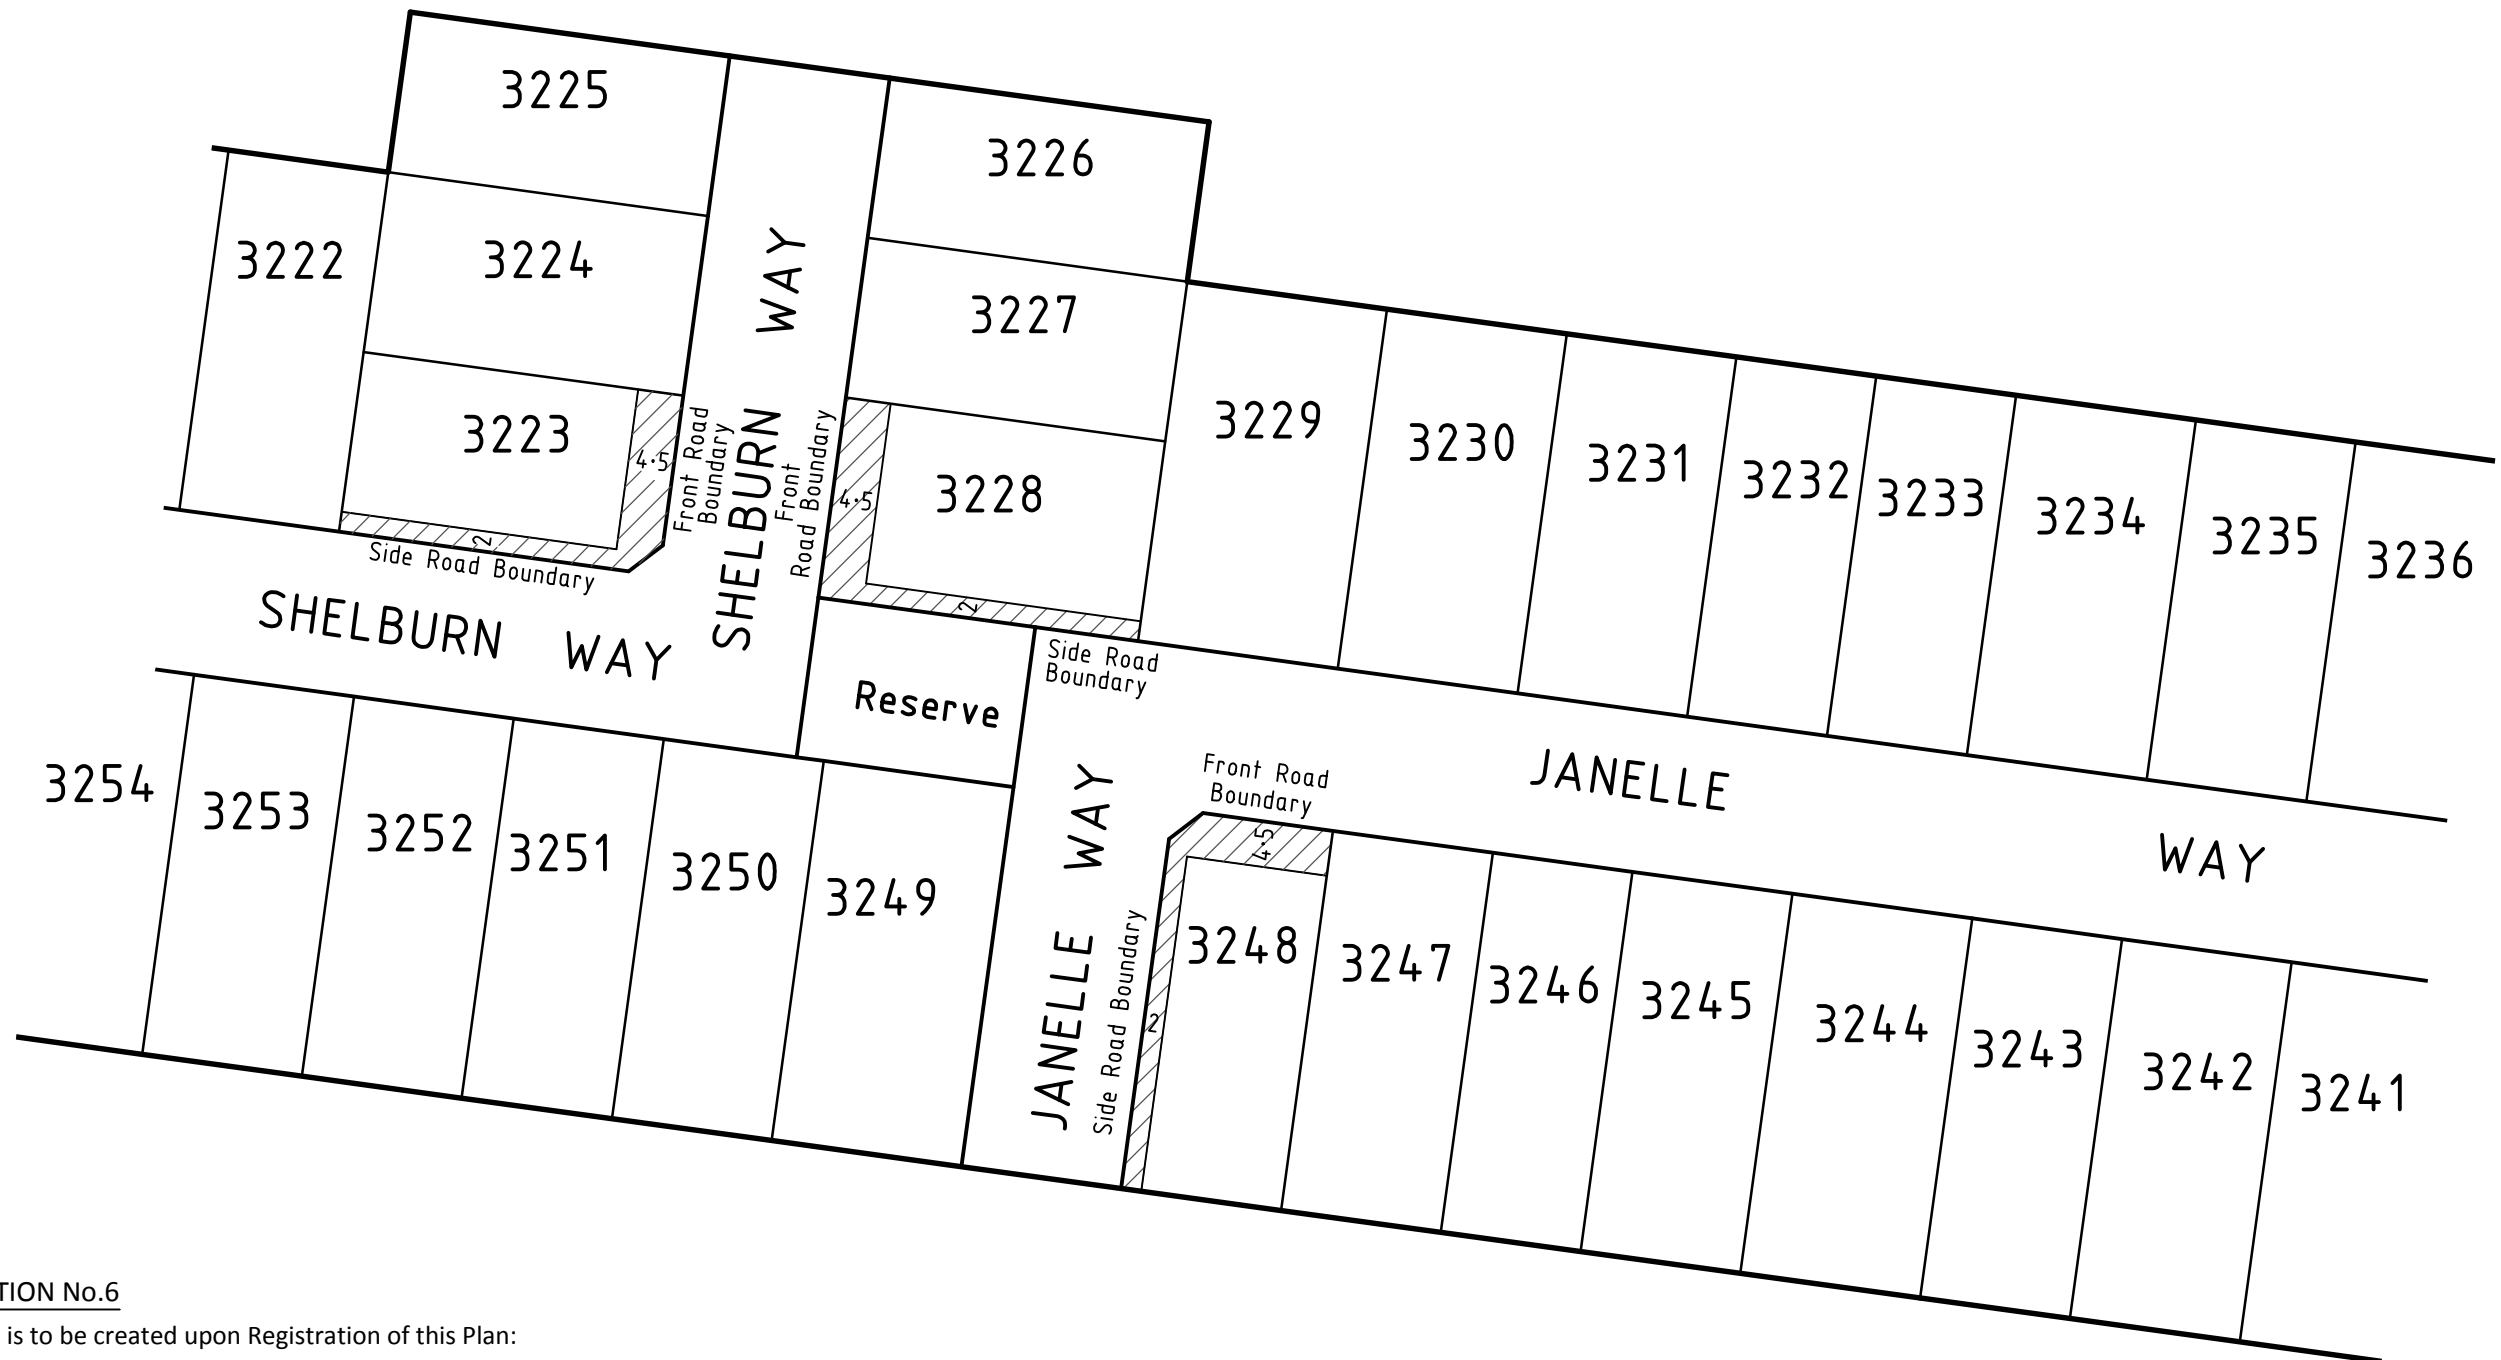 3225
3226
3222
3224
3227
3223
3228
3229
3230
3231
3232
3233
3234
3235
3236
4.5
Front Road
Boundary
SHELBURN WAY
Front
Road Boundary
4.5
2
Side Road Boundary
SHELBURN WAY
2
Side Road
Boundary
Reserve
JANELLE WAY
Front Road
Boundary
4.5
3254
3253
3252
3251
3250
3249
JANELLE WAY
Side Road Boundary
2
3248
3247
3246
3245
3244
3243
3242
3241
TION No.6
is to be created upon Registration of this Plan: